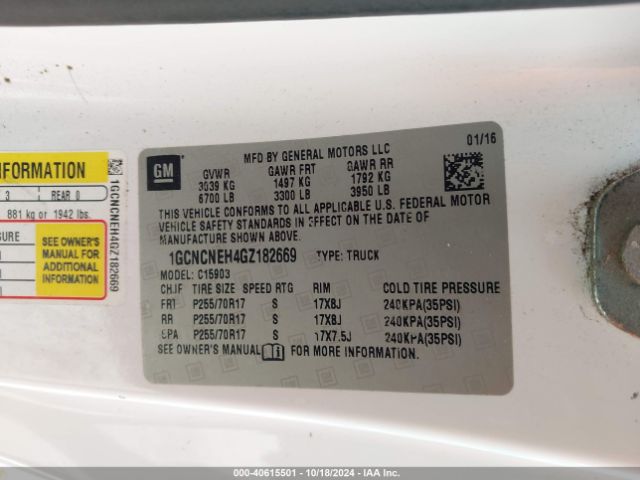 INFORMATION
3 REAR 0
881 kg or 1942 lbs.
SURE
SEE OWNER'S
MANUAL FOR
ADDITIONAL
INFORMATION
1GCNCNEH4GZ182669
GM
MFD BY GENERAL MOTORS LLC 01/16
GVWR GAWR FRT GAWR RR
3039 KG 1497 KG 1792 KG
6700 LB 3300 LB 3950 LB
THIS VEHICLE CONFORMS TO ALL APPLICABLE U.S. FEDERAL MOTOR
VEHICLE SAFETY STANDARDS IN EFFECT ON THE DATE OF
MANUFACTURE SHOWN ABOVE.
1GCNCNEH4GZ182669 TYPE: TRUCK
MODEL: C15903
TIRE SIZE SPEED RTG RIM COLD TIRE PRESSURE
FRT P255/70R17 S 17X8J 240KPA(35PSI)
RR P255/70R17 S 17X8J 240KPA(35PSI)
SPA P255/70R17 S 17X7.5J 240KPA(35PSI)
SEE OWNER'S MANUAL FOR MORE INFORMATION.
000-40615501 - 10/18/2024 - IAA Inc.